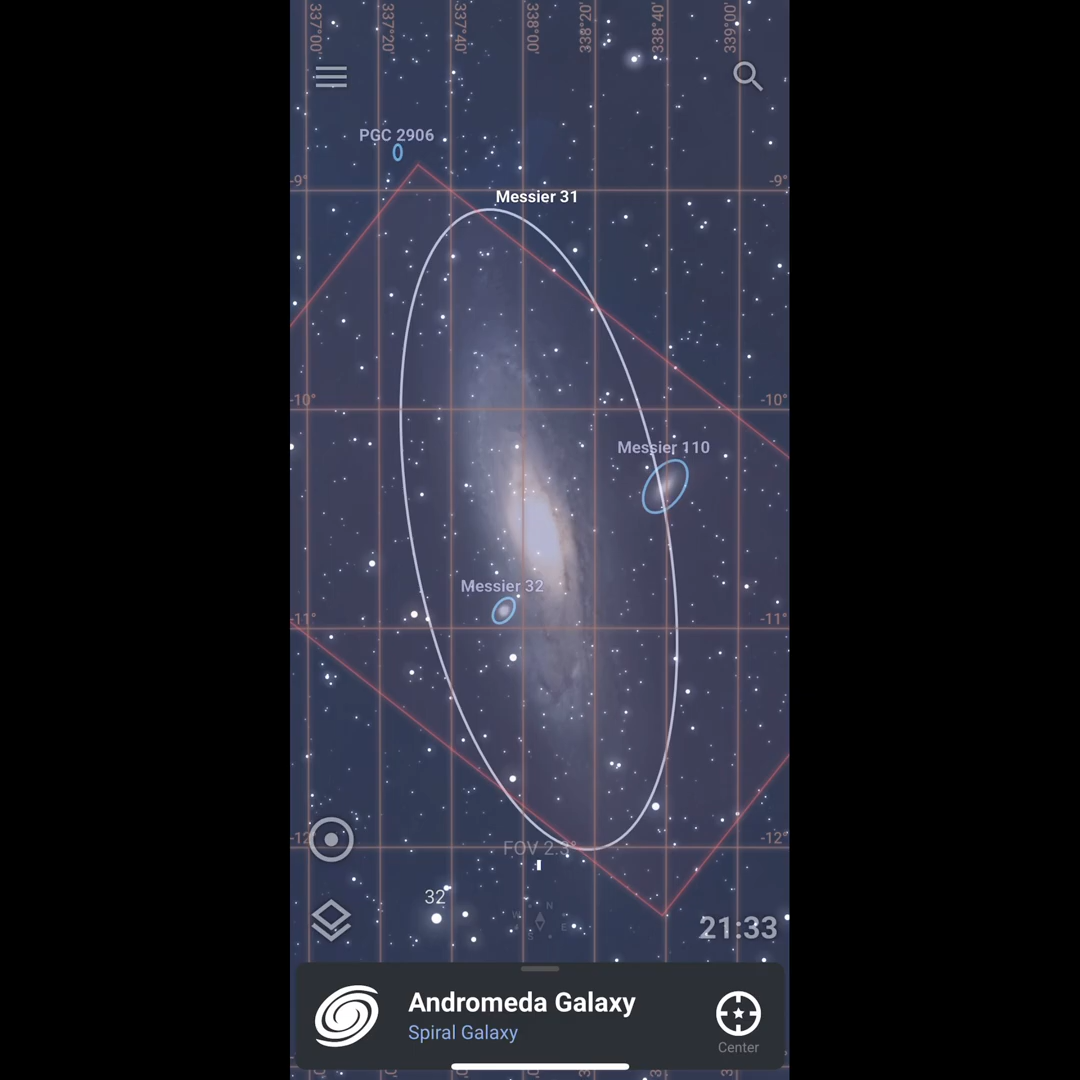 337°00'
337°20'
337°40'
338°00'
338°20'
338°40'
339°00'
PGC 2906
-9°
-9°
Messier 31
-10°
-10°
Messier 110
Messier 32
-11°
-11°
-12°
-12°
FOV 2.3°
32
N
W
E
S
21:33
Andromeda Galaxy
Spiral Galaxy
Center